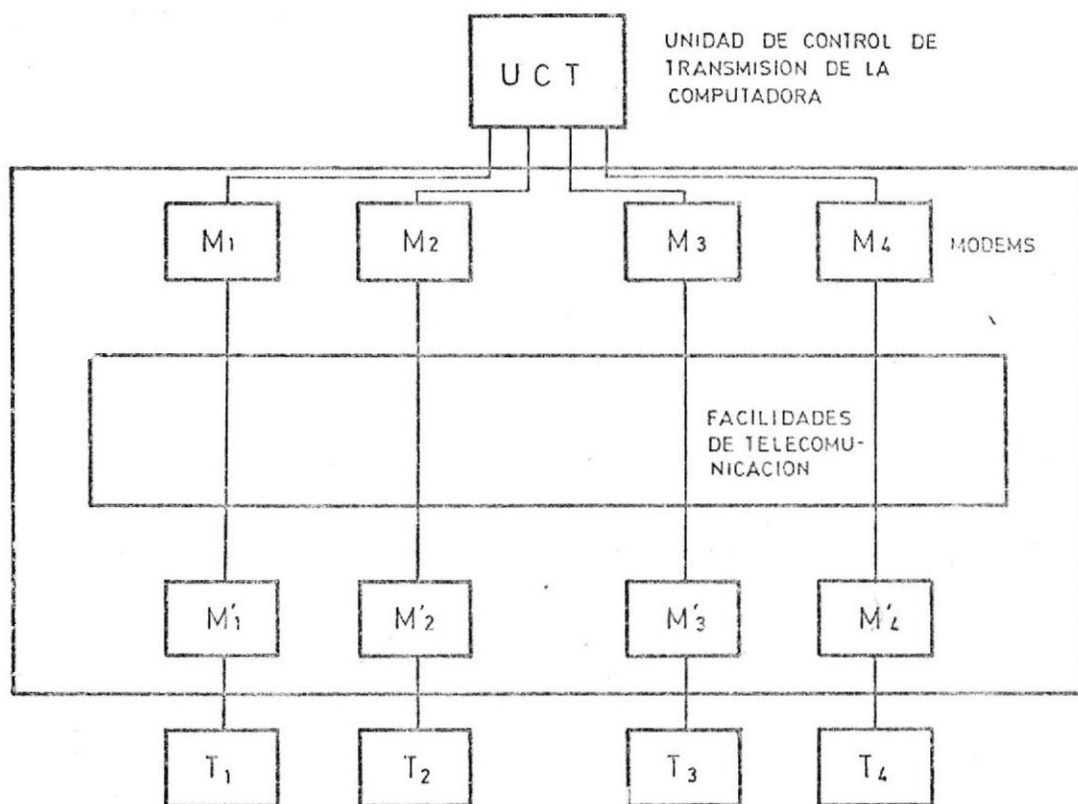 U C T
UNIDAD DE CONTROL DE
TRANSMISION DE LA
COMPUTADORA
M1
M2
M3
M4
MODEMS
FACILIDADES
DE TELECOMU-
NICACION
M'1
M'2
M'3
M'4
T1
T2
T3
T4